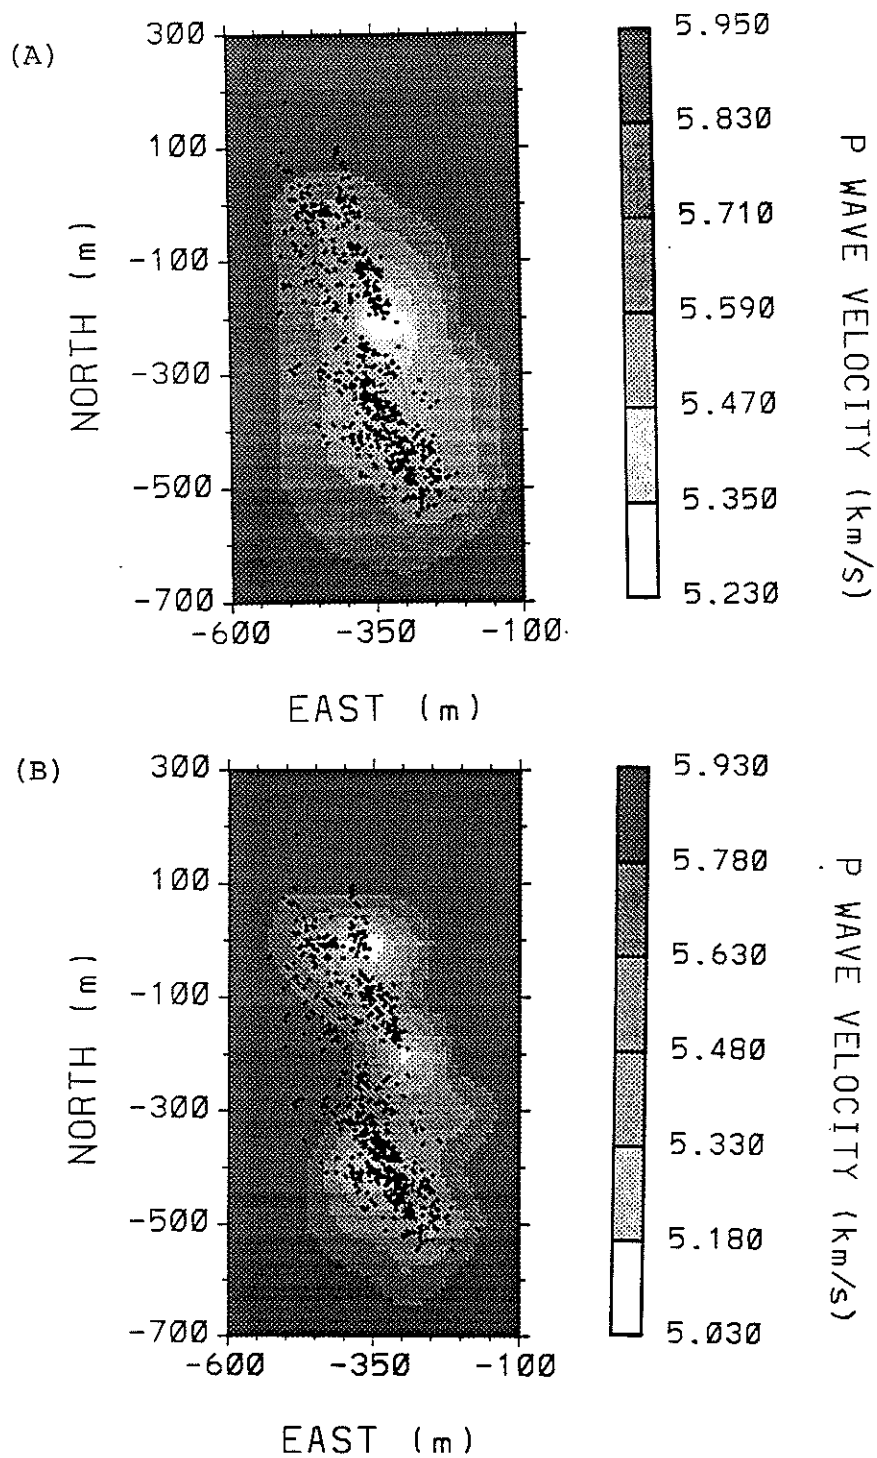 (A)
300
100
-100
-300
-500
-700
NORTH (m)
-600 -350 -100
EAST (m)
5.950
5.830
5.710
5.590
5.470
5.350
5.230
P WAVE VELOCITY (km/s)
(B)
300
100
-100
-300
-500
-700
NORTH (m)
-600 -350 -100
EAST (m)
5.930
5.780
5.630
5.480
5.330
5.180
5.030
P WAVE VELOCITY (km/s)